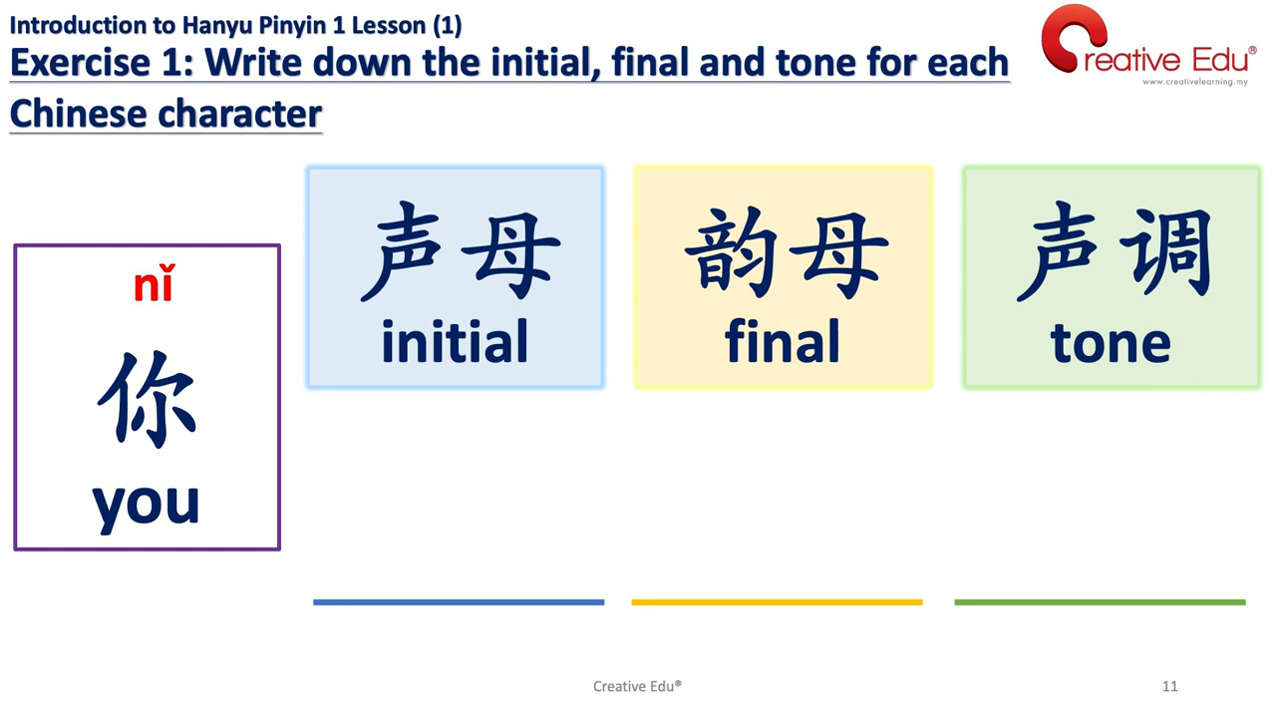 Introduction to Hanyu Pinyin 1 Lesson (1)
Exercise 1: Write down the initial, final and tone for each
Chinese character
Creative Edu®
www.creativelearning.my
nǐ
你
you
声母
initial
韵母
final
声调
tone
Creative Edu®
11